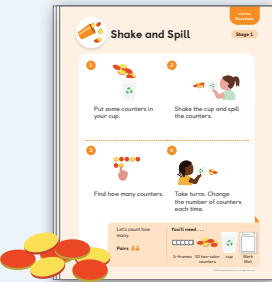 Shake and Spill
Stage 1
1
2
Put some counters in
your cup.
Shake the cup and spill
the counters.
3
4
Find how many counters.
Take turns. Change
the number of counters
each time.
Let's count how
many.
Pairs
You'll need . . .
5-frames
10 two-color
counters
cup
Work
Mat